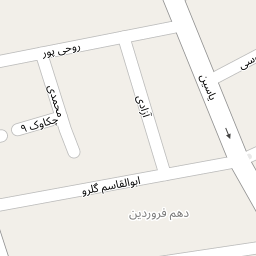 روحی پور
یاسین
محمدی
آزادی
چکاوک ۹
ابوالقاسم گلرو
دهم فروردین